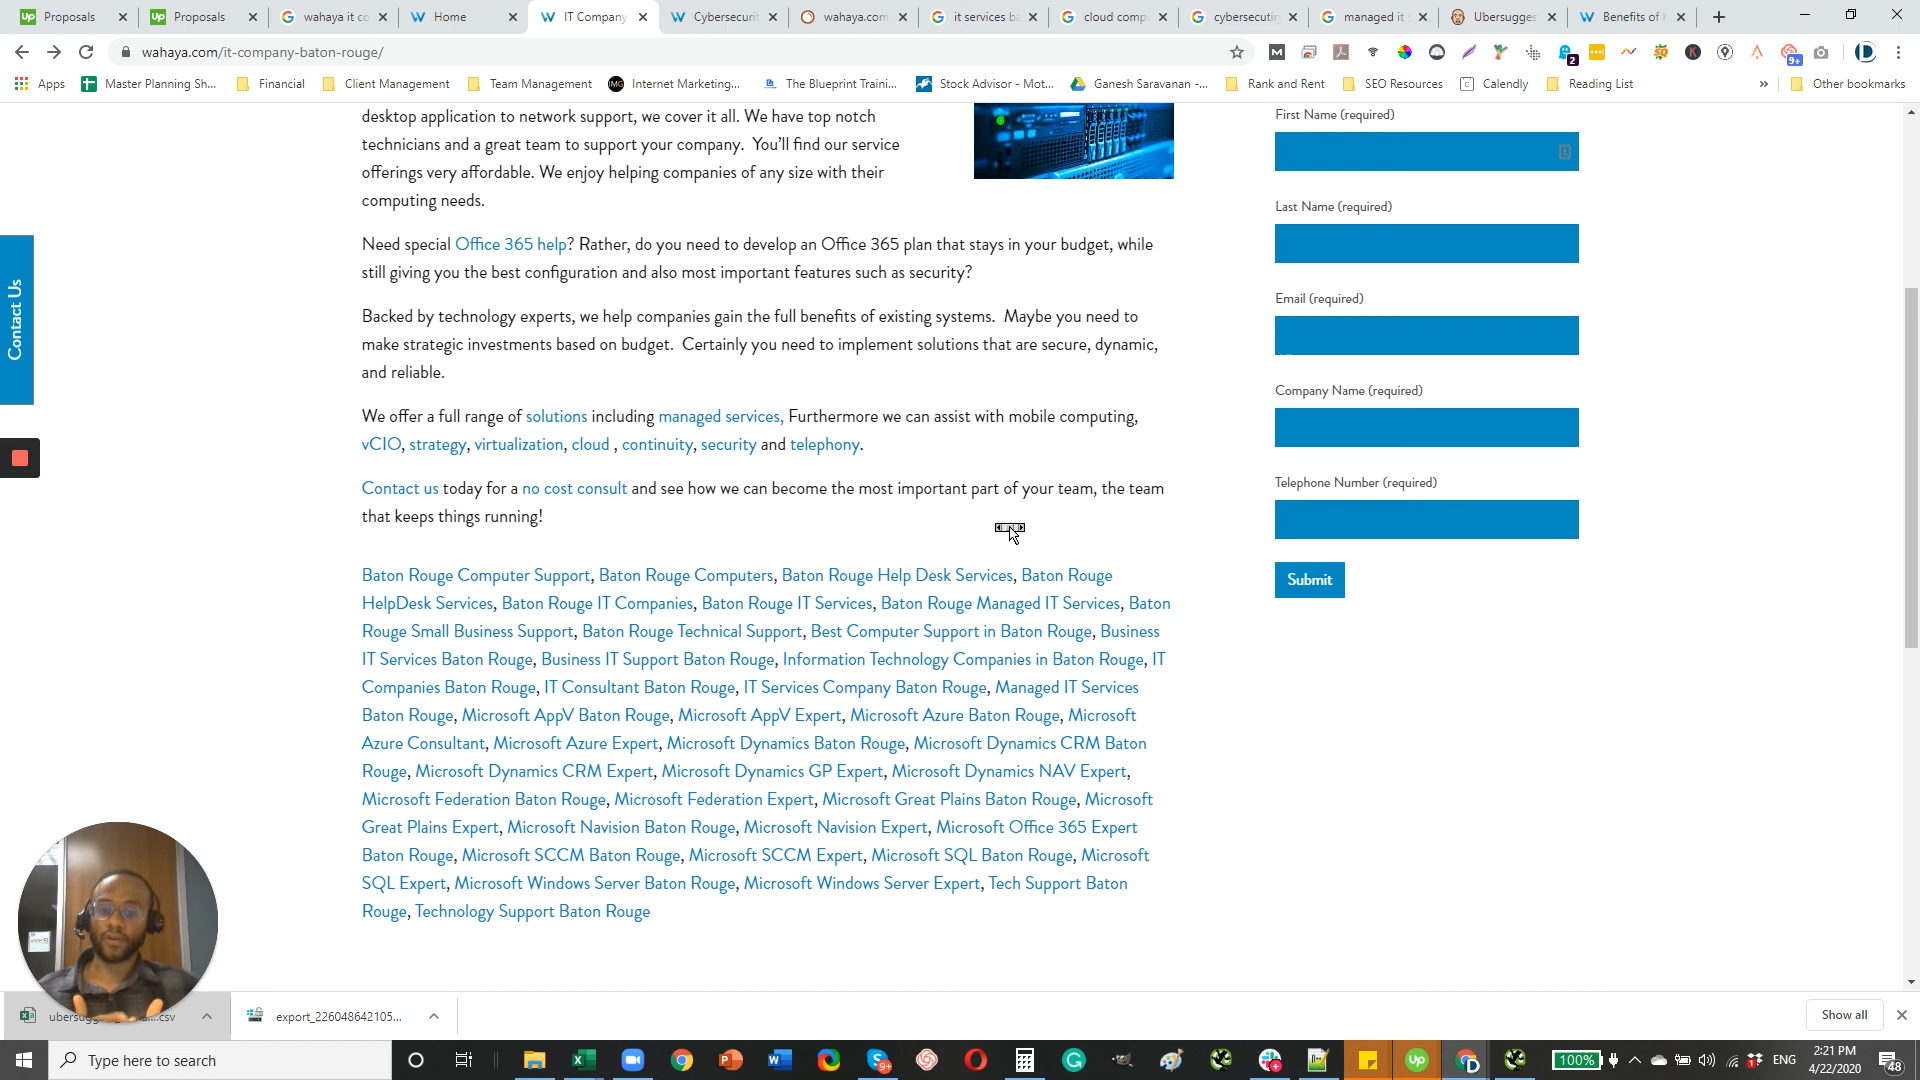 Proposals
Proposals
wahaya it co
Home
IT Company
Cybersecurit
wahaya.com
it services ba
cloud comp
cybersecutir
managed it
Ubersugges
Benefits of
wahaya.com/it-company-baton-rouge/
2
9+
Apps
Master Planning Sh...
Financial
Client Management
Team Management
Internet Marketing...
The Blueprint Traini...
Stock Advisor - Mot...
Ganesh Saravanan -...
Rank and Rent
SEO Resources
Calendly
Reading List
»
Other bookmarks
desktop application to network support, we cover it all. We have top notch
technicians and a great team to support your company. You'll find our service
offerings very affordable. We enjoy helping companies of any size with their
computing needs.
Need special Office 365 help? Rather, do you need to develop an Office 365 plan that stays in your budget, while
still giving you the best configuration and also most important features such as security?
Backed by technology experts, we help companies gain the full benefits of existing systems. Maybe you need to
make strategic investments based on budget. Certainly you need to implement solutions that are secure, dynamic,
and reliable.
We offer a full range of solutions including managed services, Furthermore we can assist with mobile computing,
vCIO, strategy, virtualization, cloud , continuity, security and telephony.
Contact us today for a no cost consult and see how we can become the most important part of your team, the team
that keeps things running!
Baton Rouge Computer Support, Baton Rouge Computers, Baton Rouge Help Desk Services, Baton Rouge
HelpDesk Services, Baton Rouge IT Companies, Baton Rouge IT Services, Baton Rouge Managed IT Services, Baton
Rouge Small Business Support, Baton Rouge Technical Support, Best Computer Support in Baton Rouge, Business
IT Services Baton Rouge, Business IT Support Baton Rouge, Information Technology Companies in Baton Rouge, IT
Companies Baton Rouge, IT Consultant Baton Rouge, IT Services Company Baton Rouge, Managed IT Services
Baton Rouge, Microsoft AppV Baton Rouge, Microsoft AppV Expert, Microsoft Azure Baton Rouge, Microsoft
Azure Consultant, Microsoft Azure Expert, Microsoft Dynamics Baton Rouge, Microsoft Dynamics CRM Baton
Rouge, Microsoft Dynamics CRM Expert, Microsoft Dynamics GP Expert, Microsoft Dynamics NAV Expert,
Microsoft Federation Baton Rouge, Microsoft Federation Expert, Microsoft Great Plains Baton Rouge, Microsoft
Great Plains Expert, Microsoft Navision Baton Rouge, Microsoft Navision Expert, Microsoft Office 365 Expert
Baton Rouge, Microsoft SCCM Baton Rouge, Microsoft SCCM Expert, Microsoft SQL Baton Rouge, Microsoft
SQL Expert, Microsoft Windows Server Baton Rouge, Microsoft Windows Server Expert, Tech Support Baton
Rouge, Technology Support Baton Rouge
First Name (required)
Last Name (required)
Email (required)
Company Name (required)
Telephone Number (required)
Submit
Contact Us
export_226048642105...
Show all
Type here to search
9+
100%
ENG
2:21 PM
4/22/2020
48